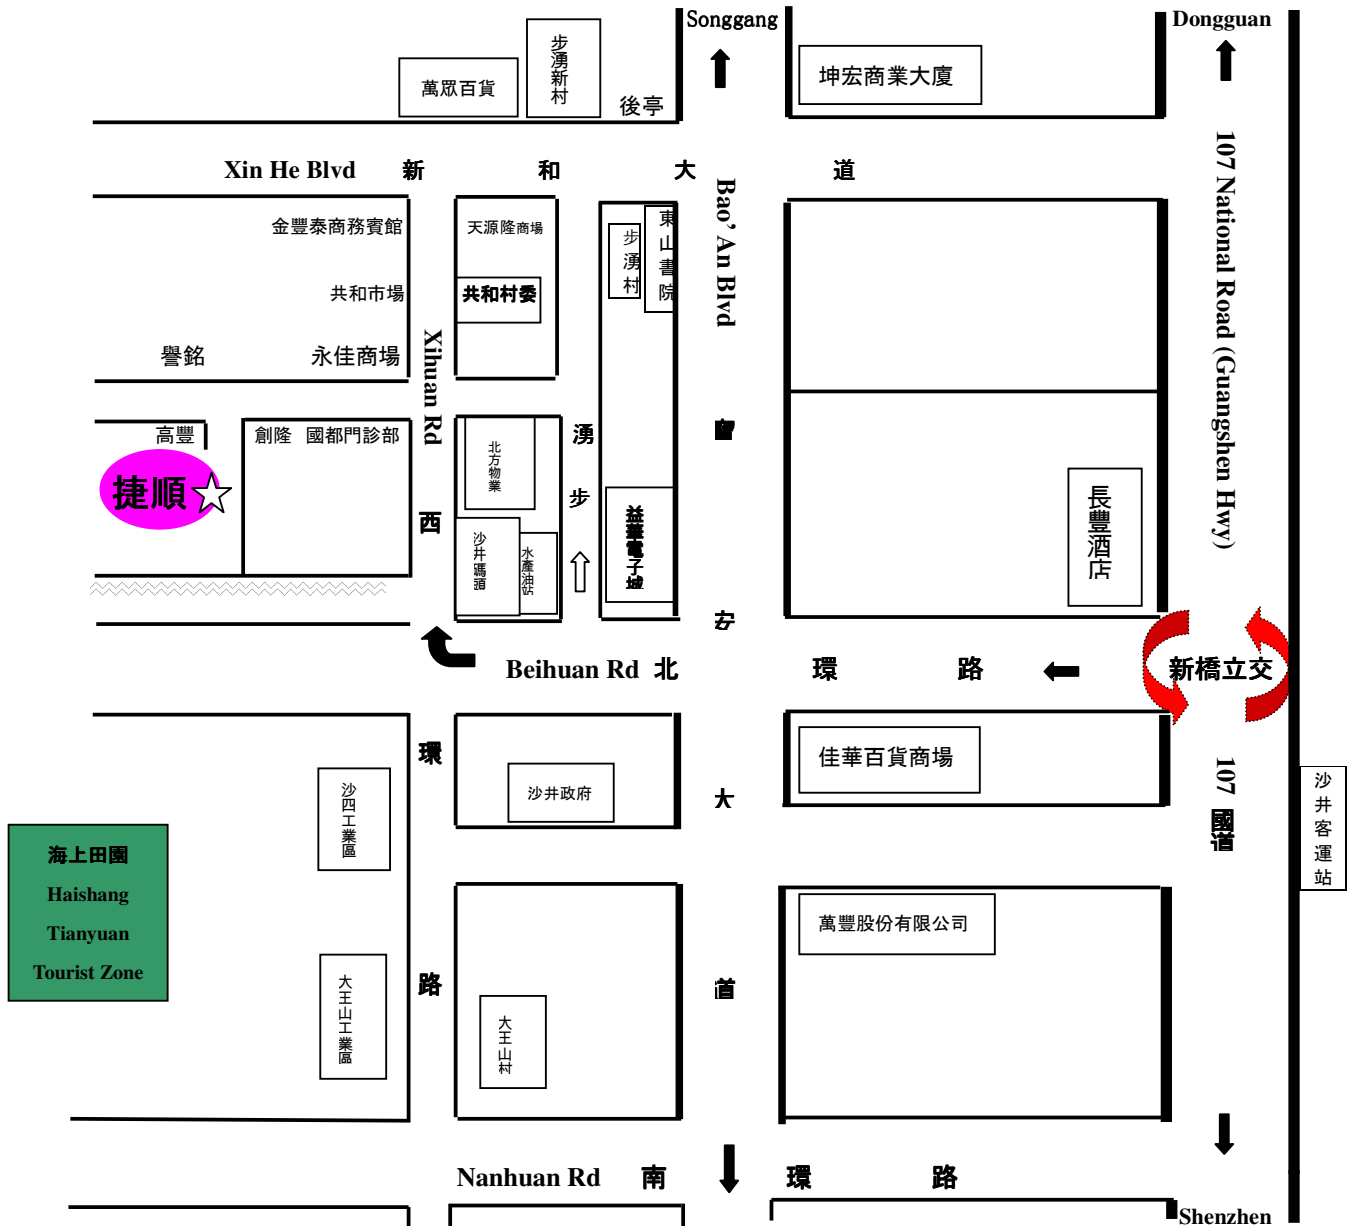 Songgang
Dongguan
步湧新村
萬眾百貨
後亭
坤宏商業大廈
Xin He Blvd 新 和 大 道
107 National Road (Guangshen Hwy)
Bao' An Blvd
金豐泰商務賓館
天源隆商場
步湧村
東山書院
共和市場
共和村委
譽銘
永佳商場
Xihuan Rd
高豐
創隆 國都門診部
捷順
北方物業
湧
步
寶
西
沙井碼頭
水產油站
益華電子城
長豐酒店
安
Beihuan Rd 北 環 路
新橋立交
環
佳華百貨商場
沙井政府
大
107 國道
沙四工業區
沙井客運站
海上田園
Haishang
Tianyuan
Tourist Zone
萬豐股份有限公司
路
道
大王山工業區
大王山村
Nanhuan Rd 南 環 路
Shenzhen